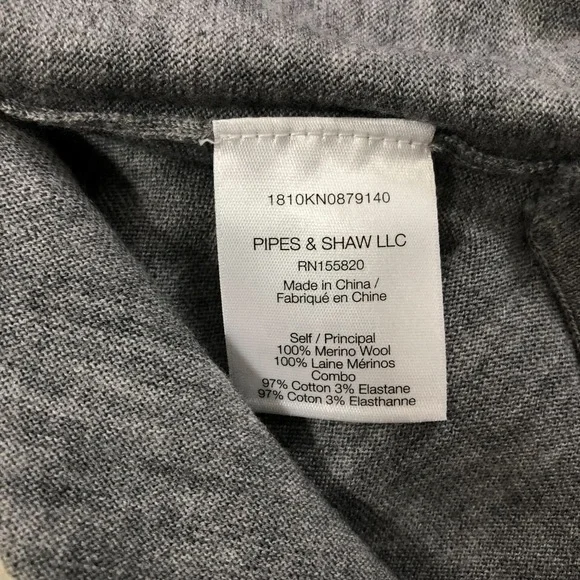 1810KN0879140
PIPES & SHAW LLC
RN155820
Made in China /
Fabriqué en Chine
Self / Principal
100% Merino Wool
100% Laine Mérinos
Combo
97% Cotton 3% Elastane
97% Coton 3% Elasthanne